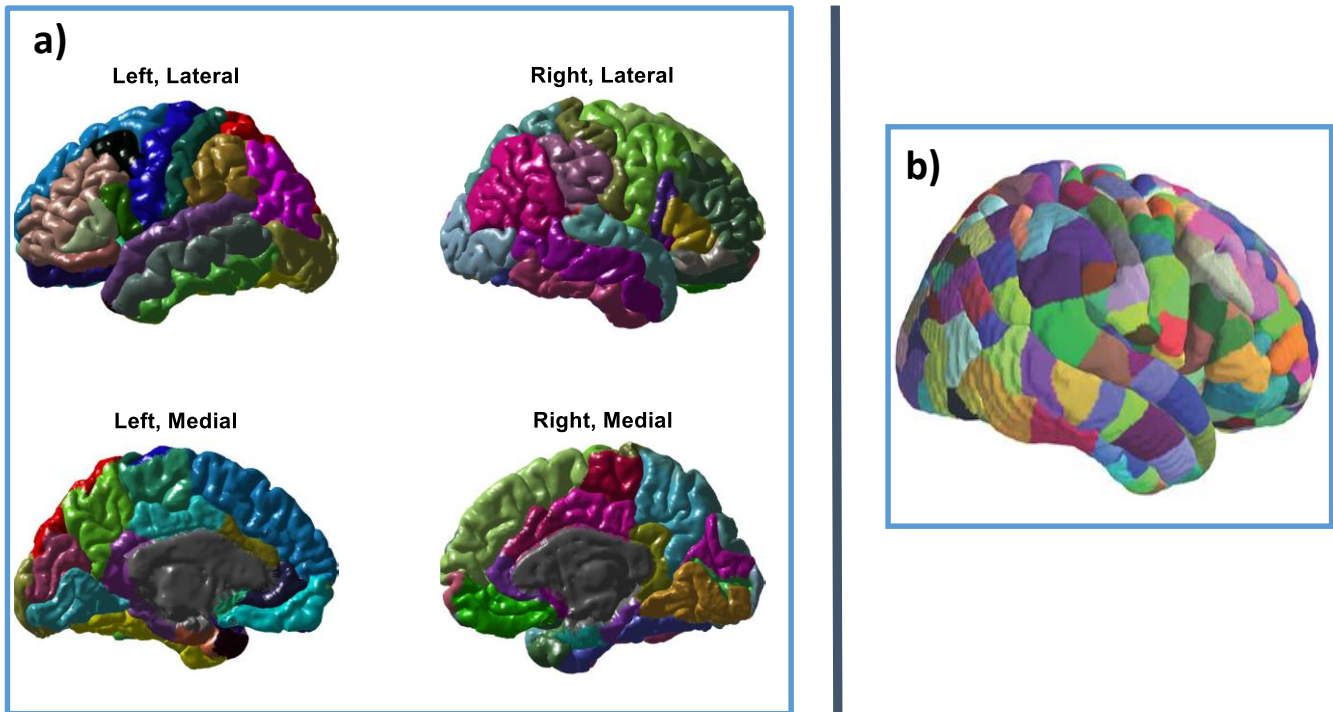 a)
Left, Lateral
Right, Lateral
Left, Medial
Right, Medial
b)